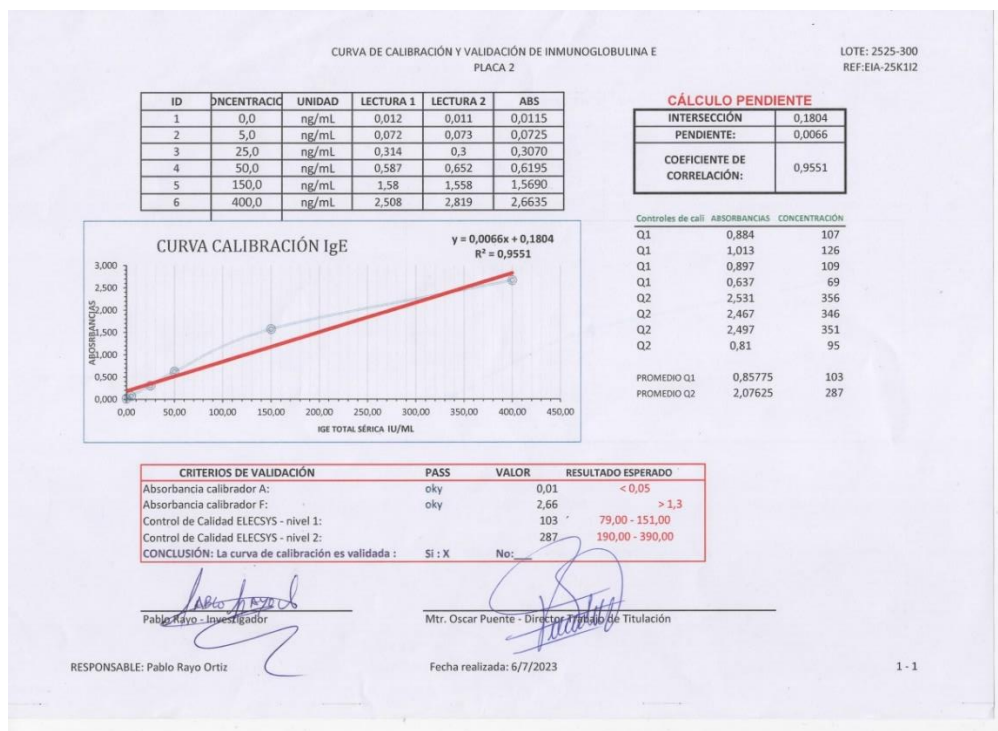 CURVA DE CALIBRACIÓN Y VALIDACIÓN DE INMUNOGLOBULINA E
PLACA 2
LOTE: 2525-300
REF:EIA-25K1I2
ID ONCENTRACIO UNIDAD LECTURA 1 LECTURA 2 ABS
1 0,0 ng/mL 0,012 0,011 0,0115
2 5,0 ng/mL 0,072 0,073 0,0725
3 25,0 ng/mL 0,314 0,3 0,3070
4 50,0 ng/mL 0,587 0,652 0,6195
5 150,0 ng/mL 1,58 1,558 1,5690
6 400,0 ng/mL 2,508 2,819 2,6635
CÁLCULO PENDIENTE
INTERSECCIÓN 0,1804
PENDIENTE: 0,0066
COEFICIENTE DE CORRELACIÓN: 0,9551
CURVA CALIBRACIÓN IgE
y = 0,0066x + 0,1804
R² = 0,9551
ABOSRBANCIAS
3,000
2,500
2,000
1,500
1,000
0,500
0,000
0,00 50,00 100,00 150,00 200,00 250,00 300,00 350,00 400,00 450,00
IGE TOTAL SÉRICA IU/ML
Controles de cali ABSORBANCIAS CONCENTRACIÓN
Q1 0,884 107
Q1 1,013 126
Q1 0,897 109
Q1 0,637 69
Q2 2,531 356
Q2 2,467 346
Q2 2,497 351
Q2 0,81 95
PROMEDIO Q1 0,85775 103
PROMEDIO Q2 2,07625 287
CRITERIOS DE VALIDACIÓN PASS VALOR RESULTADO ESPERADO
Absorbancia calibrador A: oky 0,01 < 0,05
Absorbancia calibrador F: oky 2,66 > 1,3
Control de Calidad ELECSYS - nivel 1: 103 79,00 - 151,00
Control de Calidad ELECSYS - nivel 2: 287 190,00 - 390,00
CONCLUSIÓN: La curva de calibración es validada : Si : X No:___
Pablo Rayo - Investigador
Mtr. Oscar Puente - Director Trabajo de Titulación
RESPONSABLE: Pablo Rayo Ortiz
Fecha realizada: 6/7/2023
1 - 1